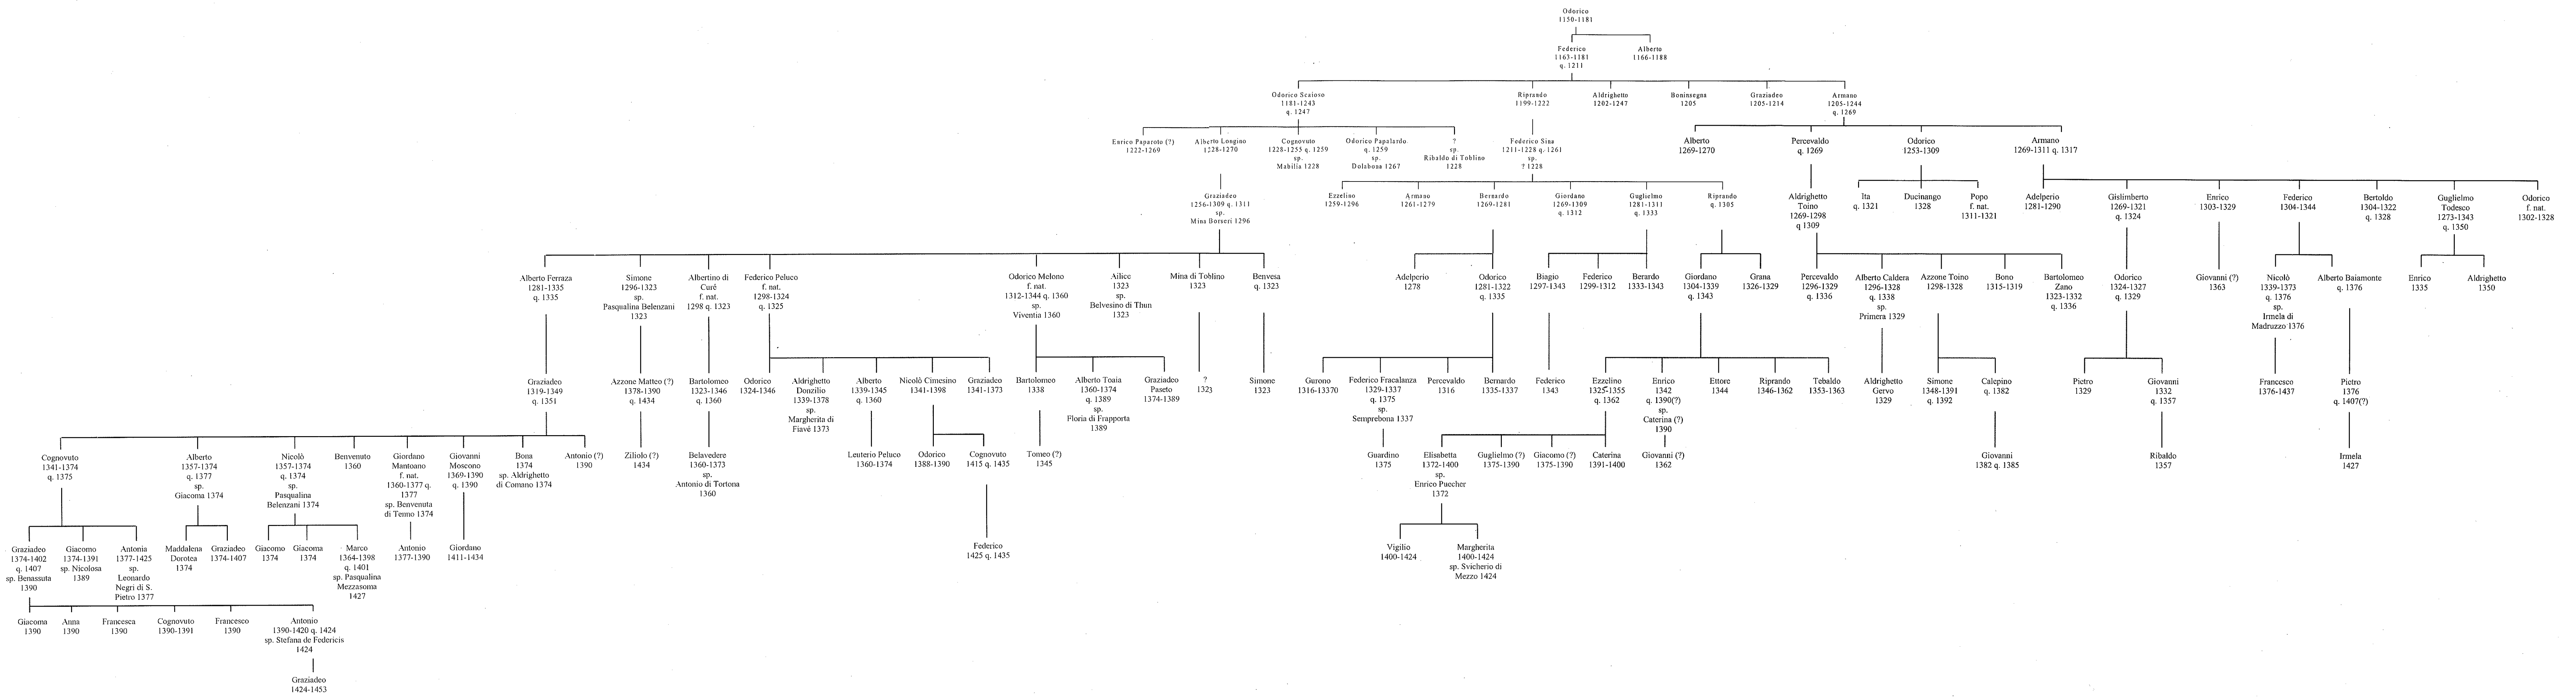 Odorico
1150-1181
Federico
1163-1181
q. 1211
Alberto
1166-1188
Odorico Scaioso
1181-1243
q. 1247
Riprando
1199-1222
Aldrighetto
1202-1247
Boninsegna
1205
Graziadeo
1205-1214
Armano
1205-1244
q. 1269
Enrico Paparoto (?)
1222-1269
Alberto Longino
1228-1270
Cognovuto
1228-1255 q. 1259
sp.
Mabilia 1228
Odorico Papalardo
q. 1259
sp.
Dolabona 1267
?
sp.
Ribaldo di Toblino
1228
Federico Sina
1211-1228 q. 1261
sp.
? 1228
Alberto
1269-1270
Percevaldo
q. 1269
Odorico
1253-1309
Armano
1269-1311 q. 1317
Graziadeo
1256-1309 q. 1311
sp.
Mina Borseri 1296
Ezzelino
1259-1296
Armano
1261-1279
Bernardo
1269-1281
Giordano
1269-1309
q. 1312
Guglielmo
1281-1311
q. 1333
Riprando
q. 1305
Aldrighetto
Toino
1269-1298
q 1309
Ita
q. 1321
Ducinango
1328
Popo
f. nat.
1311-1321
Adelperio
1281-1290
Gislimberto
1269-1321
q. 1324
Enrico
1303-1329
Federico
1304-1344
Bertoldo
1304-1322
q. 1328
Guglielmo
Todesco
1273-1343
q. 1350
Odorico
f. nat.
1302-1328
Alberto Ferraza
1281-1335
q. 1335
Simone
1296-1323
sp.
Pasqualina Belenzani
1323
Albertino di
Curé
f. nat.
1298 q. 1323
Federico Peluco
f. nat.
1298-1324
q. 1325
Odorico Melono
f. nat.
1312-1344 q. 1360
sp.
Viventia 1360
Ailice
1323
sp.
Belvesino di Thun
1323
Mina di Toblino
1323
Benvesa
q. 1323
Adelperio
1278
Odorico
1281-1322
q. 1335
Biagio
1297-1343
Federico
1299-1312
Berardo
1333-1343
Giordano
1304-1339
q. 1343
Grana
1326-1329
Percevaldo
1296-1329
q. 1336
Alberto Caldera
1296-1328
q. 1338
sp.
Primera 1329
Azzone Toino
1298-1328
Bono
1315-1319
Bartolomeo
Zano
1323-1332
q. 1336
Odorico
1324-1327
q. 1329
Giovanni (?)
1363
Nicolò
1339-1373
q. 1376
sp.
Irmela di
Madruzzo 1376
Alberto Baiamonte
q. 1376
Enrico
1335
Aldrighetto
1350
Graziadeo
1319-1349
q. 1351
Azzone Matteo (?)
1378-1390
q. 1434
Bartolomeo
1323-1346
q. 1360
Odorico
1324-1346
Aldrighetto
Donzilio
1339-1378
sp.
Margherita di
Fiavé 1373
Alberto
1339-1345
q. 1360
Nicolò Cimesino
1341-1398
Graziadeo
1341-1373
Bartolomeo
1338
Alberto Toaia
1360-1374
q. 1389
sp.
Floria di Frapporta
1389
Graziadeo
Paseto
1374-1389
?
1323
Simone
1323
Gurono
1316-13370
Federico Fracalanza
1329-1337
q. 1375
sp.
Semprebona 1337
Percevaldo
1316
Bernardo
1335-1337
Federico
1343
Ezzelino
1325-1355
q. 1362
Enrico
1342
q. 1390(?)
sp.
Caterina (?)
1390
Ettore
1344
Riprando
1346-1362
Tebaldo
1353-1363
Aldrighetto
Gervo
1329
Simone
1348-1391
q. 1392
Calepino
q. 1382
Pietro
1329
Giovanni
1332
q. 1357
Francesco
1376-1437
Pietro
1376
q. 1407(?)
Cognovuto
1341-1374
q. 1375
Alberto
1357-1374
q. 1377
sp.
Giacoma 1374
Nicolò
1357-1374
q. 1374
sp.
Pasqualina
Belenzani 1374
Benvenuto
1360
Giordano
Mantoano
f. nat.
1360-1377 q.
1377
sp. Benvenuta
di Tenno 1374
Giovanni
Moscono
1369-1390
q. 1390
Bona
1374
sp. Aldrighetto
di Comano 1374
Antonio (?)
1390
Ziliolo (?)
1434
Belavedere
1360-1373
sp.
Antonio di Tortona
1360
Leuterio Peluco
1360-1374
Odorico
1388-1390
Cognovuto
1415 q. 1435
Tomeo (?)
1345
Guardino
1375
Elisabetta
1372-1400
sp.
Enrico Puecher
1372
Guglielmo (?)
1375-1390
Giacomo (?)
1375-1390
Caterina
1391-1400
Giovanni (?)
1362
Giovanni
1382 q. 1385
Ribaldo
1357
Irmela
1427
Graziadeo
1374-1402
q. 1407
sp. Benassuta
1390
Giacomo
1374-1391
sp. Nicolosa
1389
Antonia
1377-1425
sp.
Leonardo
Negri di S.
Pietro 1377
Maddalena
Dorotea
1374
Graziadeo
1374-1407
Giacomo
1374
Giacoma
1374
Marco
1364-1398
q. 1401
sp. Pasqualina
Mezzasoma
1427
Antonio
1377-1390
Giordano
1411-1434
Federico
1425 q. 1435
Vigilio
1400-1424
Margherita
1400-1424
sp. Svicherio di
Mezzo 1424
Giacoma
1390
Anna
1390
Francesca
1390
Cognovuto
1390-1391
Francesco
1390
Antonio
1390-1420 q. 1424
sp. Stefana de Federicis
1424
Graziadeo
1424-1453